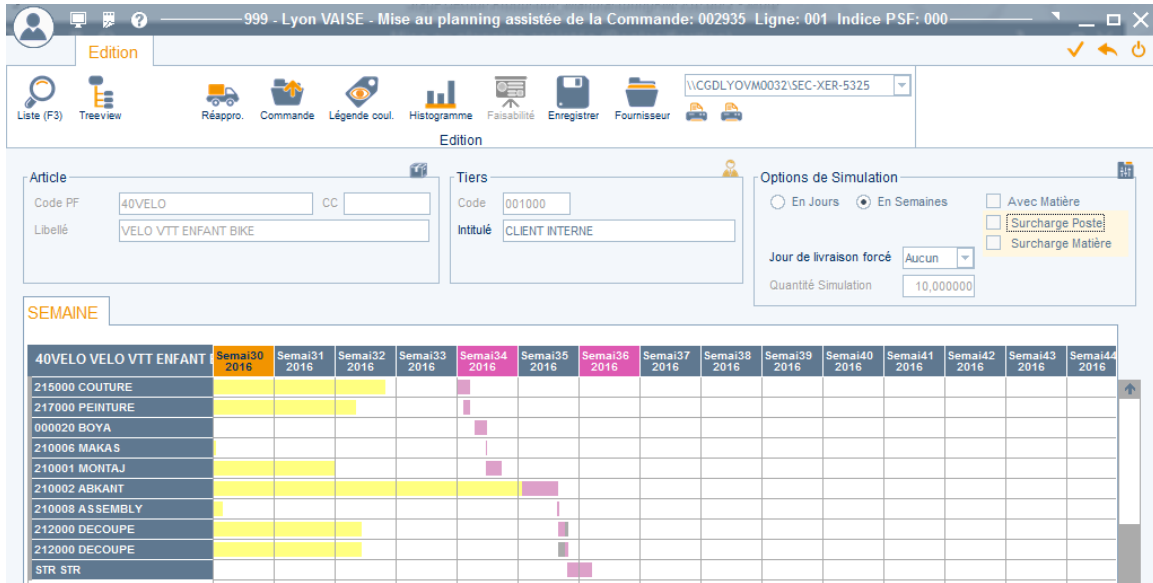 999 - Lyon VAISE - Mise au planning assistée de la Commande: 002935 Ligne: 001 Indice PSF: 000
Edition
Liste (F3) Treeview Réappro. Commande Légende coul. Histogramme Faisabilité Enregistrer Fournisseur
\\CGDLYOVM0032\SEC-XER-5325
Edition
Article
Code PF 40VELO CC
Libellé VELO VTT ENFANT BIKE
Tiers
Code 001000
Intitulé CLIENT INTERNE
Options de Simulation
En Jours En Semaines Avec Matière
Surcharge Poste
Surcharge Matière
Jour de livraison forcé Aucun
Quantité Simulation 10,000000
SEMAINE
40VELO VELO VTT ENFANT
Semai30 Semai31 Semai32 Semai33 Semai34 Semai35 Semai36 Semai37 Semai38 Semai39 Semai40 Semai41 Semai42 Semai43 Semai44
2016 2016 2016 2016 2016 2016 2016 2016 2016 2016 2016 2016 2016 2016 2016
215000 COUTURE
217000 PEINTURE
000020 BOYA
210006 MAKAS
210001 MONTAJ
210002 ABKANT
210008 ASSEMBLY
212000 DECOUPE
212000 DECOUPE
STR STR